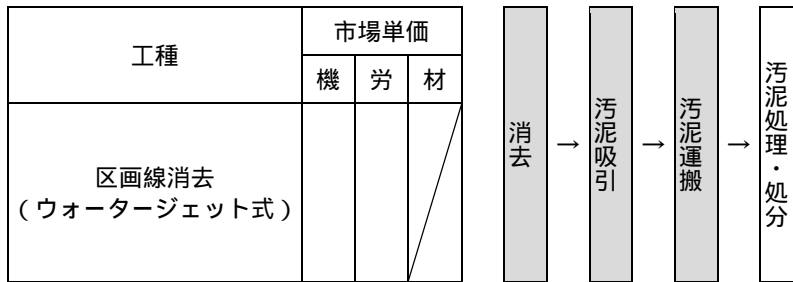 工種
市場単価
機 労 材
区画線消去
(ウォータージェット式)
消去 → 汚泥吸引 → 汚泥運搬 → 汚泥処理・処分